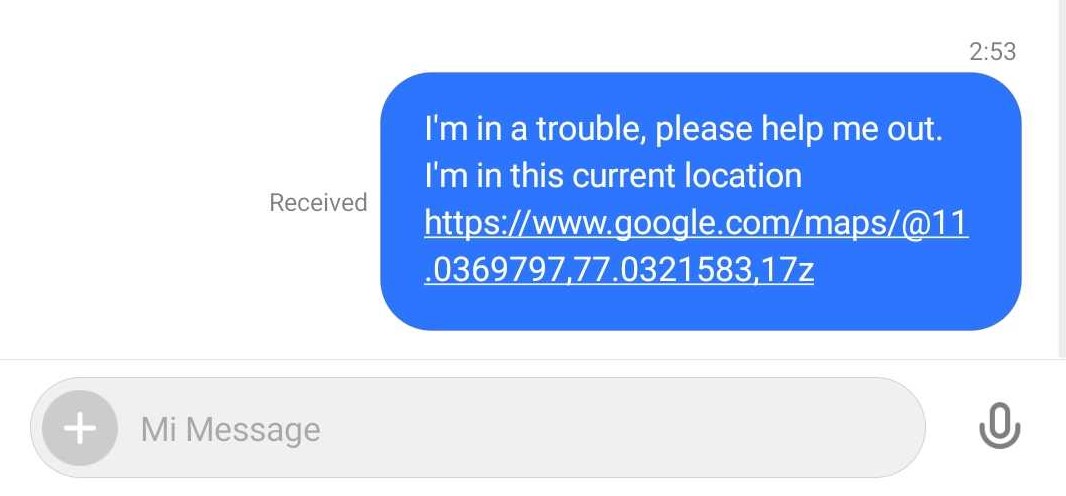 2:53
I'm in a trouble, please help me out.
I'm in this current location
Received
https://www.google.com/maps/@11
.0369797,77.0321583,17z
Mi Message